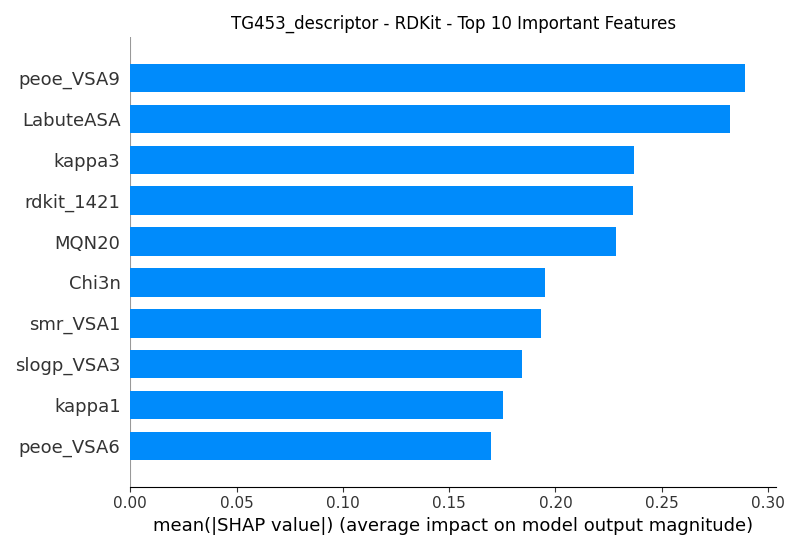 TG453_descriptor - RDKit - Top 10 Important Features
peoe_VSA9
LabuteASA
kappa3
rdkit_1421
MQN20
Chi3n
smr_VSA1
slogp_VSA3
kappa1
peoe_VSA6
0.00 0.05 0.10 0.15 0.20 0.25 0.30
mean(|SHAP value|) (average impact on model output magnitude)